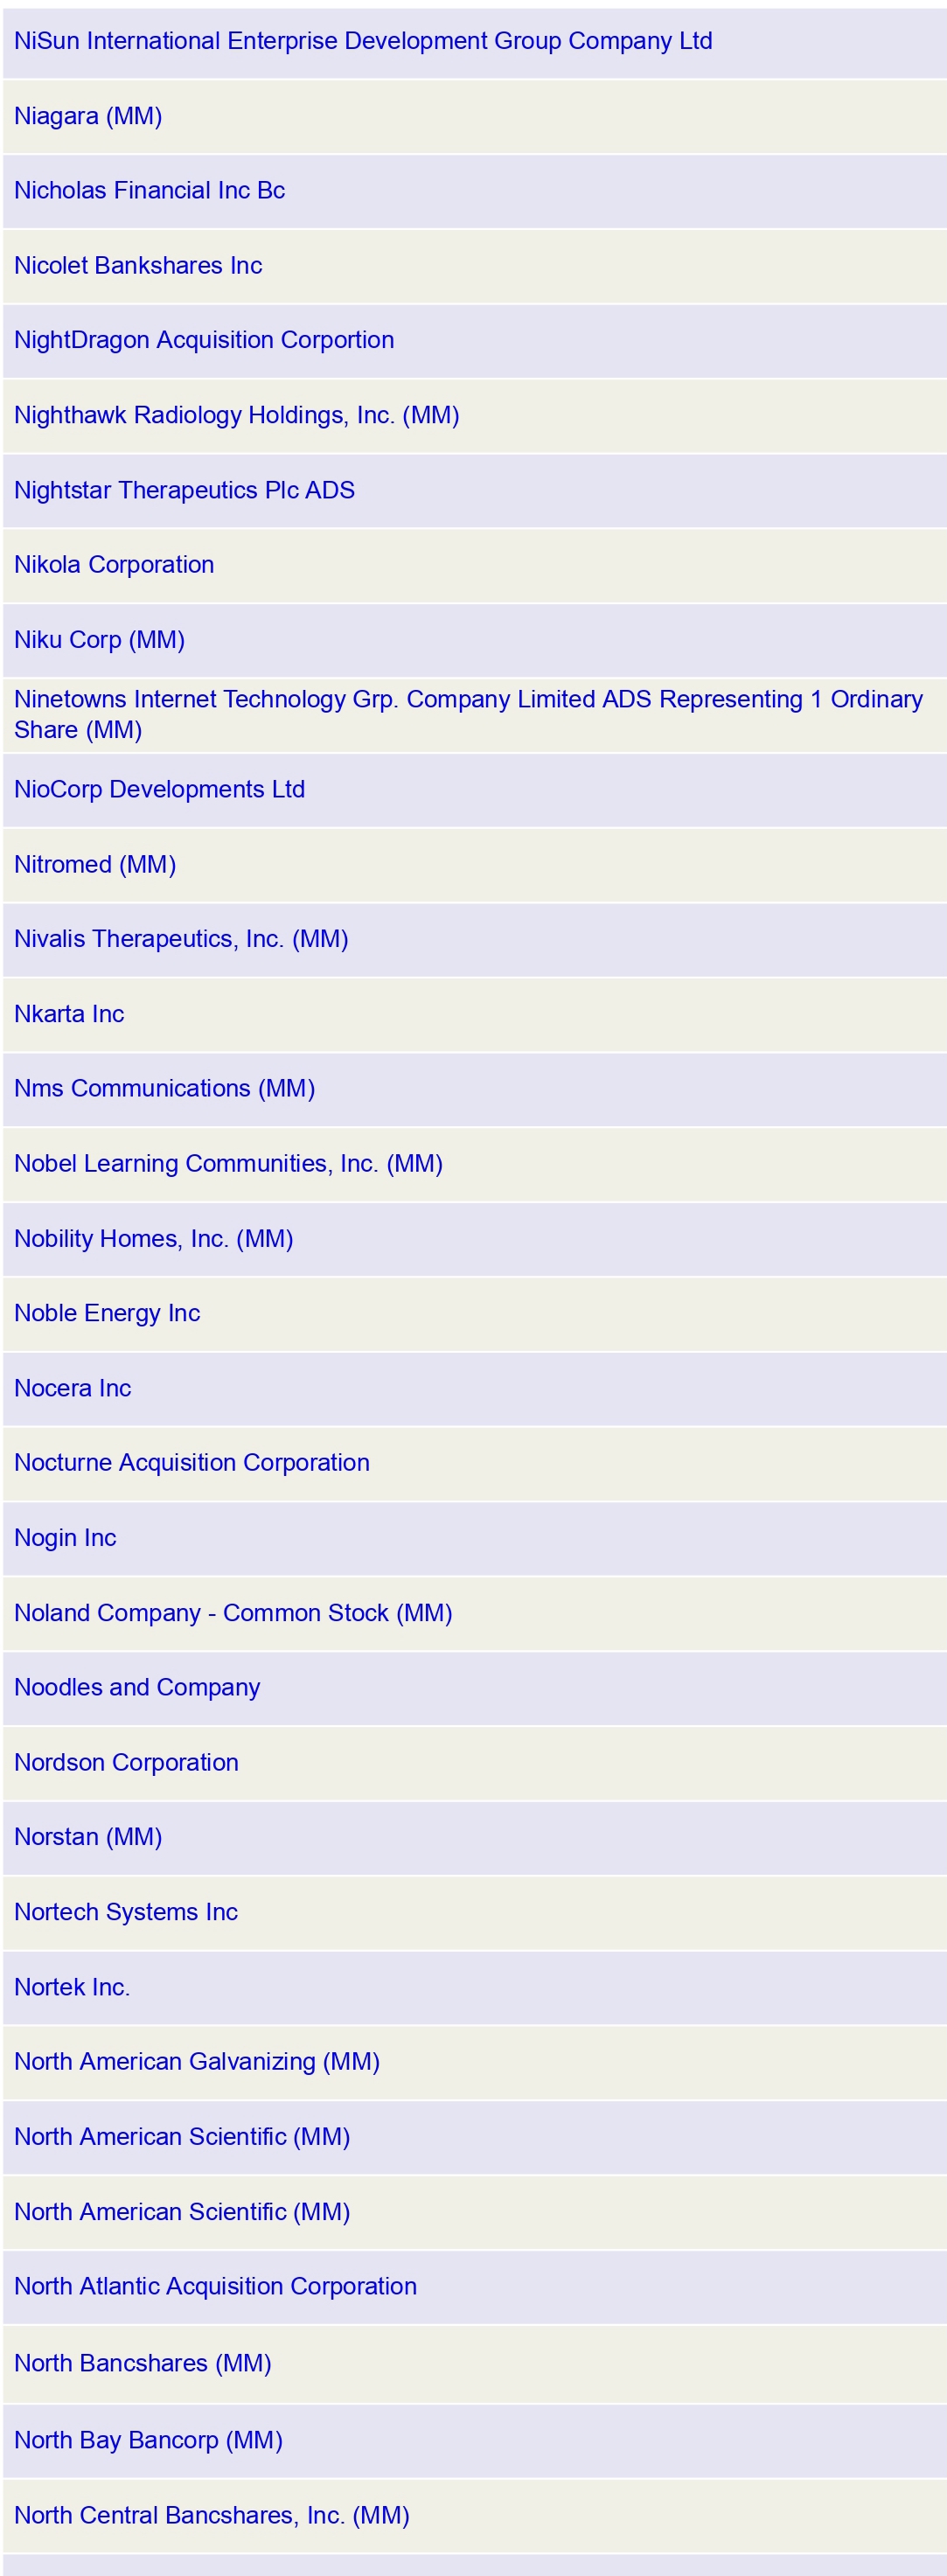 NiSun International Enterprise Development Group Company Ltd
Niagara (MM)
Nicholas Financial Inc Bc
Nicolet Bankshares Inc
NightDragon Acquisition Corportion
Nighthawk Radiology Holdings, Inc. (MM)
Nightstar Therapeutics Plc ADS
Nikola Corporation
Niku Corp (MM)
Ninetowns Internet Technology Grp. Company Limited ADS Representing 1 Ordinary
Share (MM)
NioCorp Developments Ltd
Nitromed (MM)
Nivalis Therapeutics, Inc. (MM)
Nkarta Inc
Nms Communications (MM)
Nobel Learning Communities, Inc. (MM)
Nobility Homes, Inc. (MM)
Noble Energy Inc
Nocera Inc
Nocturne Acquisition Corporation
Nogin Inc
Noland Company - Common Stock (MM)
Noodles and Company
Nordson Corporation
Norstan (MM)
Nortech Systems Inc
Nortek Inc.
North American Galvanizing (MM)
North American Scientific (MM)
North American Scientific (MM)
North Atlantic Acquisition Corporation
North Bancshares (MM)
North Bay Bancorp (MM)
North Central Bancshares, Inc. (MM)